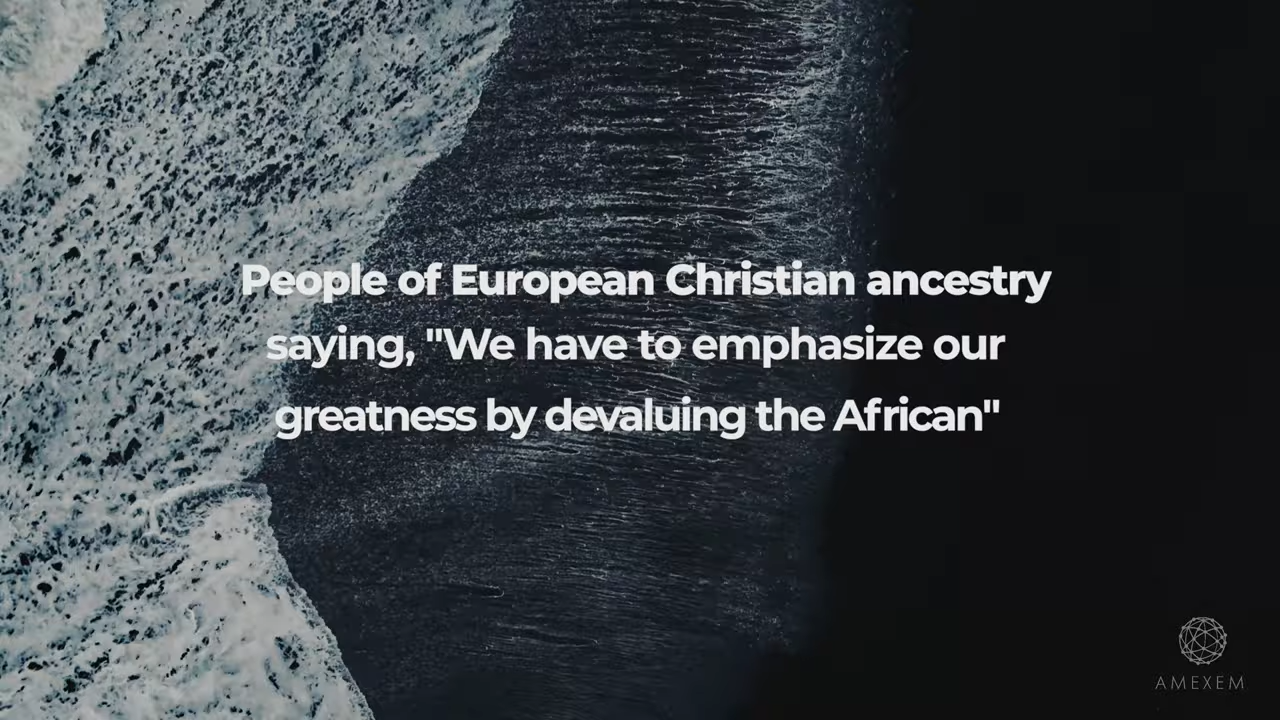 People of European Christian ancestry
saying, "We have to emphasize our
greatness by devaluing the African"
AMEXEM